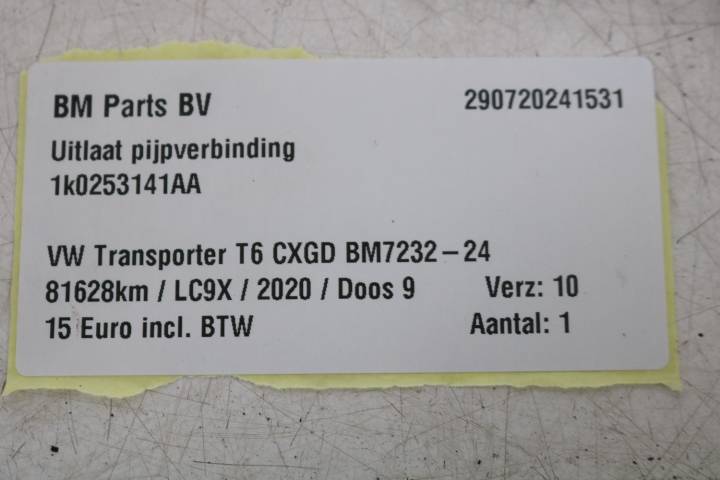 BM Parts BV 290720241531
Uitlaat pijpverbinding
1k0253141AA
VW Transporter T6 CXGD BM7232-24
81628km / LC9X / 2020 / Doos 9 Verz: 10
15 Euro incl. BTW Aantal: 1